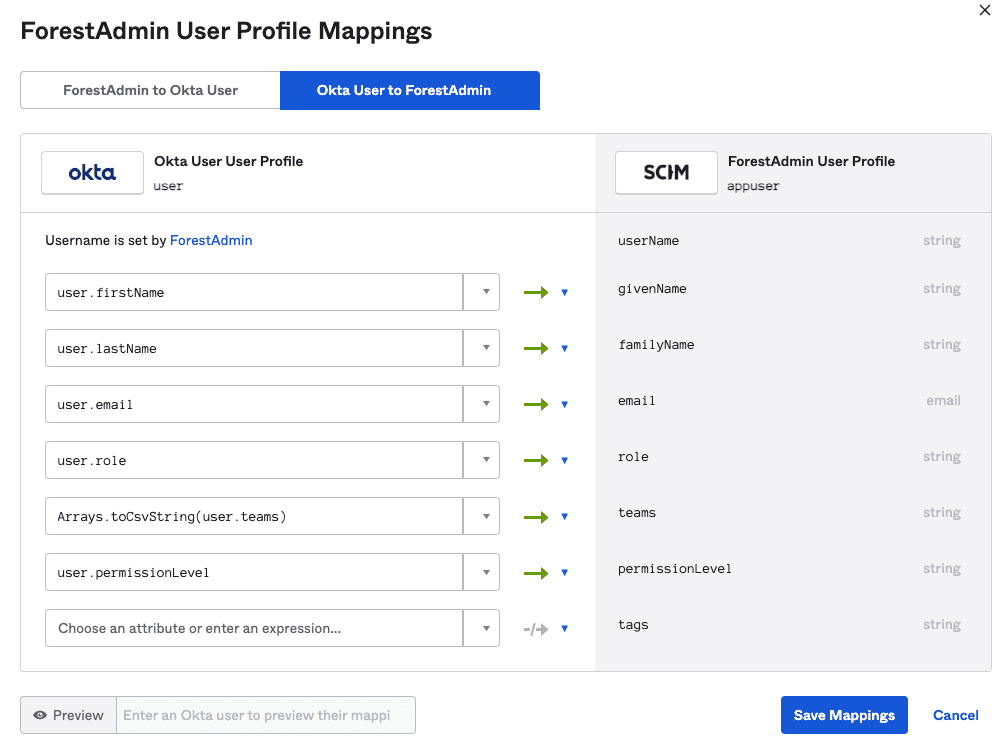 ForestAdmin User Profile Mappings
ForestAdmin to Okta User
Okta User to ForestAdmin
okta
Okta User User Profile
user
SCIM
ForestAdmin User Profile
appuser
Username is set by ForestAdmin
userName string
user.firstName
givenName string
user.lastName
familyName string
user.email
email email
user.role
role string
Arrays.toCsvString(user.teams)
teams string
user.permissionLevel
permissionLevel string
Choose an attribute or enter an expression...
tags string
Preview
Enter an Okta user to preview their mappi
Save Mappings
Cancel